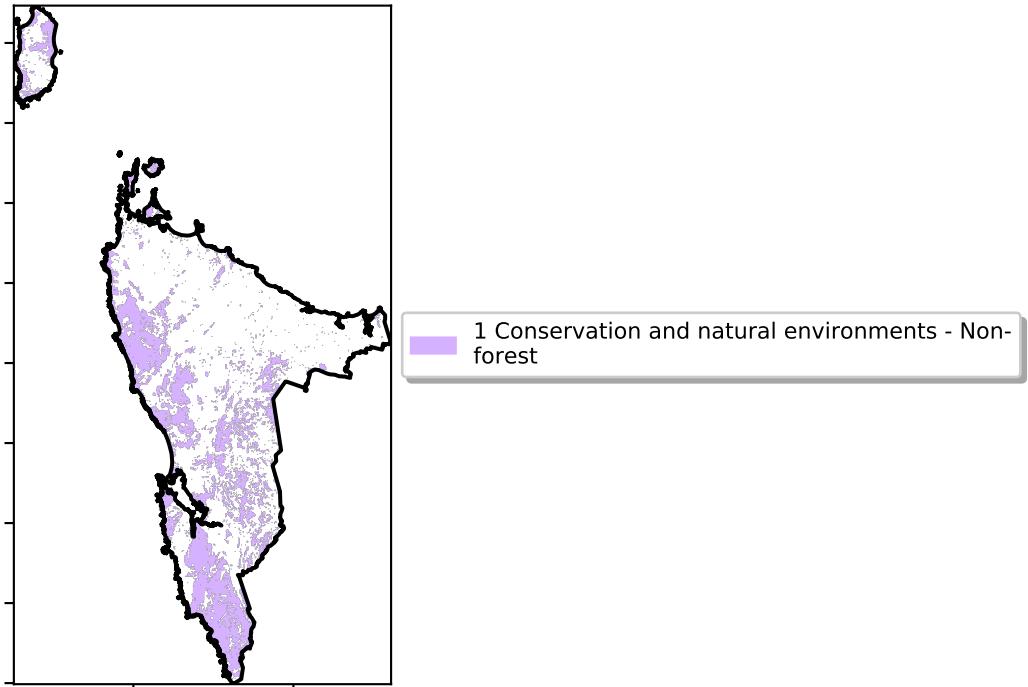 1 Conservation and natural environments - Non-
forest